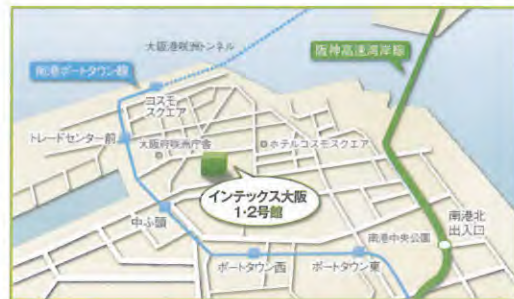 大阪港咲洲トンネル
阪神高速湾岸線
南港ポートタウン線
コスモ
スクエア
トレードセンター前
大阪府咲洲庁舎
ホテルコスモスクエア
インテックス大阪
1・2号館
中ふ頭
南港北
出入口
南港中央公園
ポートタウン西
ポートタウン東